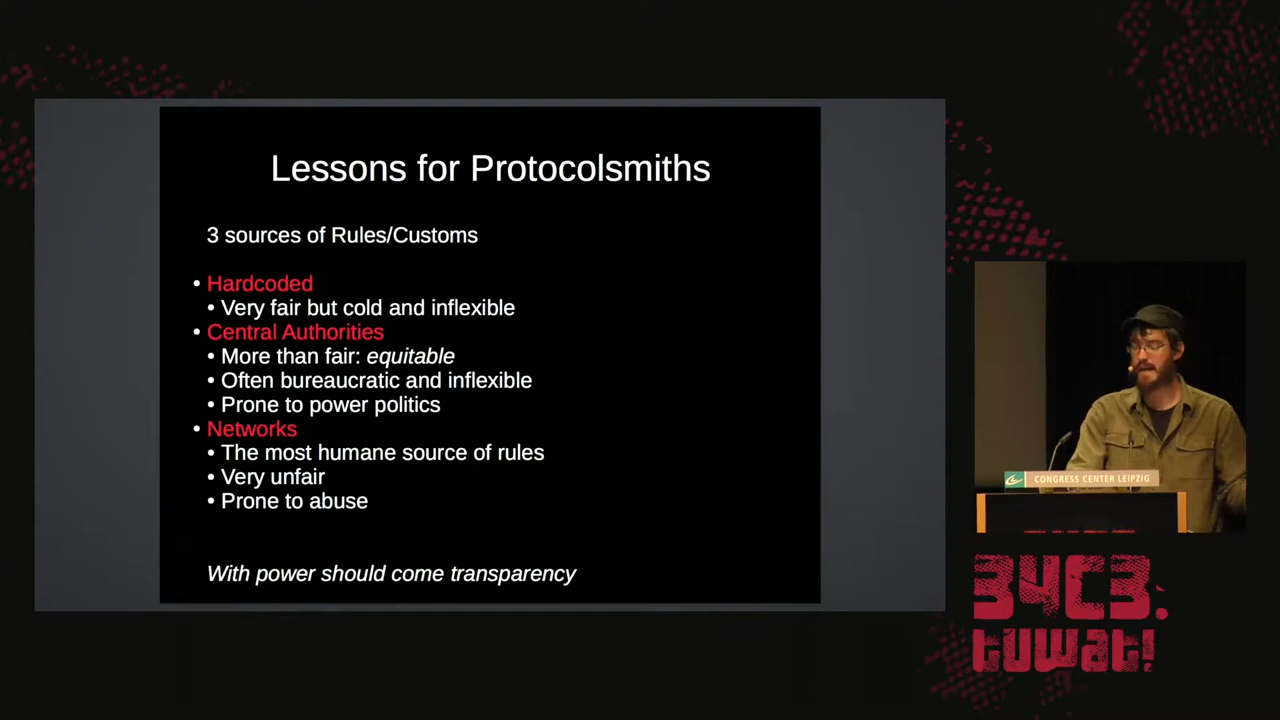 Lessons for Protocolsmiths
3 sources of Rules/Customs
• Hardcoded
• Very fair but cold and inflexible
• Central Authorities
• More than fair: equitable
• Often bureaucratic and inflexible
• Prone to power politics
• Networks
• The most humane source of rules
• Very unfair
• Prone to abuse
With power should come transparency
CONGRESS CENTER LEIPZIG
34C3.
tuwat!